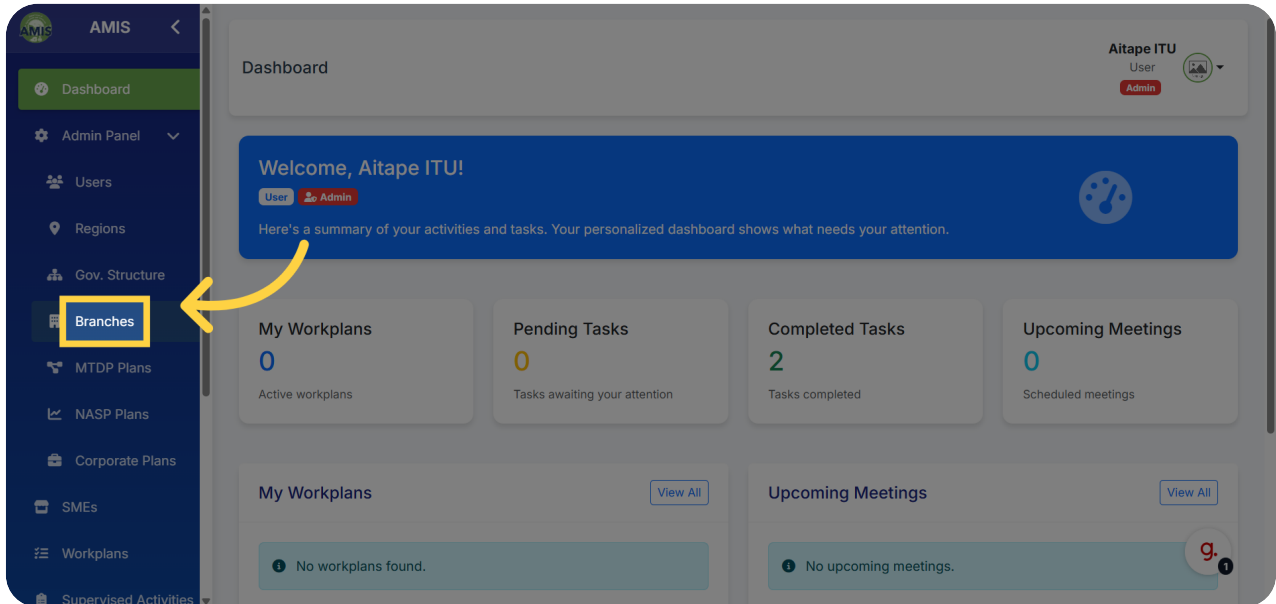 AMIS
AMIS
Dashboard
Admin Panel
Users
Regions
Gov. Structure
Branches
MTDP Plans
NASP Plans
Corporate Plans
SMEs
Workplans
Supervised Activities
Dashboard
Aitape ITU
User
Admin
Welcome, Aitape ITU!
User Admin
Here's a summary of your activities and tasks. Your personalized dashboard shows what needs your attention.
My Workplans
0
Active workplans
Pending Tasks
0
Tasks awaiting your attention
Completed Tasks
2
Tasks completed
Upcoming Meetings
0
Scheduled meetings
My Workplans
View All
No workplans found.
Upcoming Meetings
View All
No upcoming meetings.
g.
1